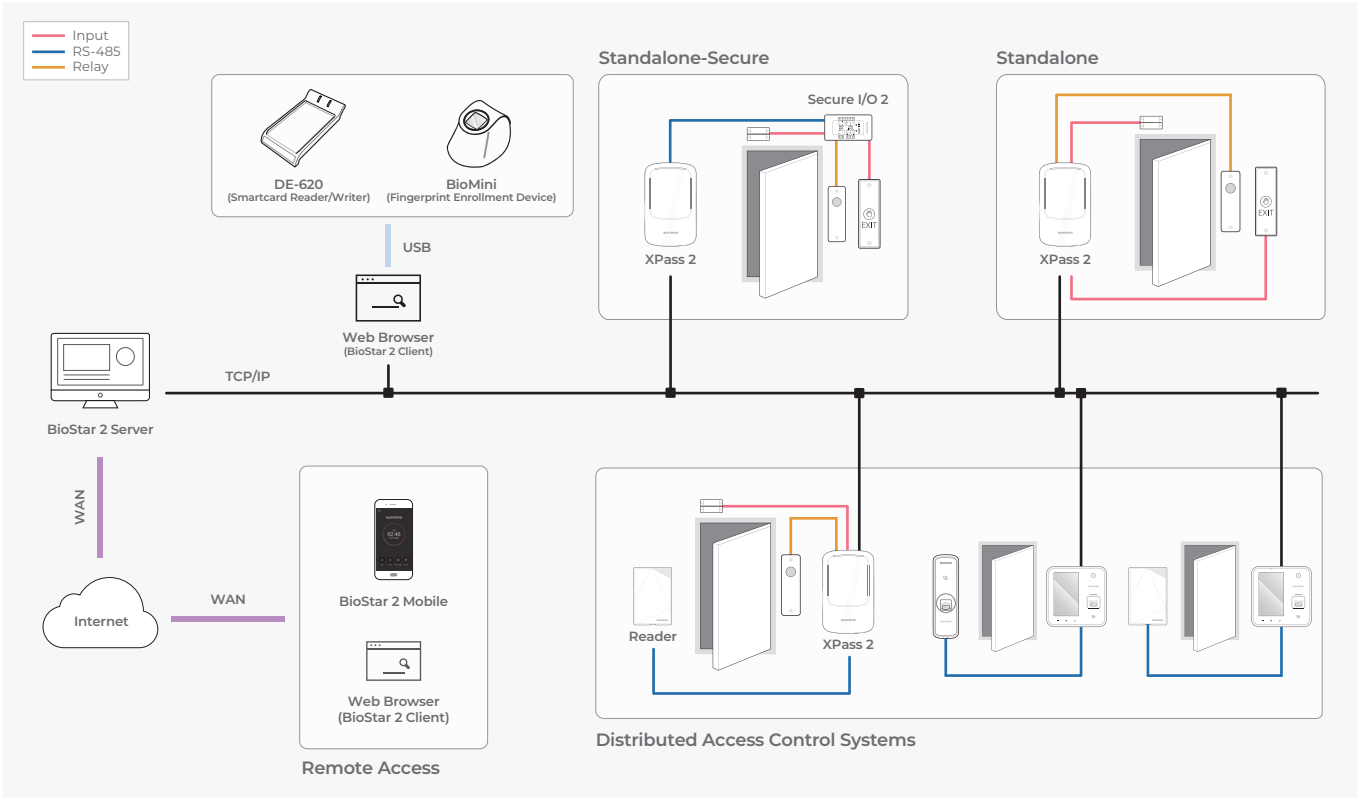 Input
RS-485
Relay
DE-620
(Smartcard Reader/Writer)
BioMini
(Fingerprint Enrollment Device)
USB
Web Browser
(BioStar 2 Client)
Standalone-Secure
Secure I/O 2
XPass 2
EXIT
Standalone
XPass 2
EXIT
TCP/IP
BioStar 2 Server
WAN
Internet
WAN
02:45
BioStar 2 Mobile
Web Browser
(BioStar 2 Client)
Remote Access
Reader
XPass 2
Distributed Access Control Systems